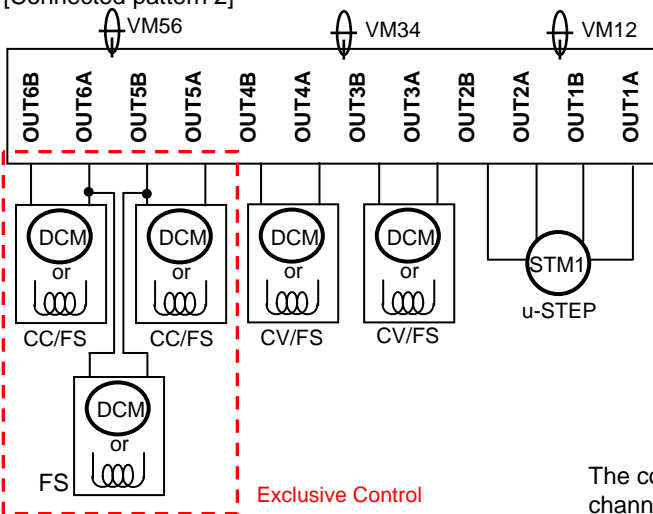 [Connected pattern 2]
VM56
VM34
VM12
OUT6B
OUT6A
OUT5B
OUT5A
OUT4B
OUT4A
OUT3B
OUT3A
OUT2B
OUT2A
OUT1B
OUT1A
DCM
or
DCM
or
DCM
or
DCM
or
STM1
CC/FS
CC/FS
CV/FS
CV/FS
u-STEP
DCM
or
FS
Exclusive Control
The